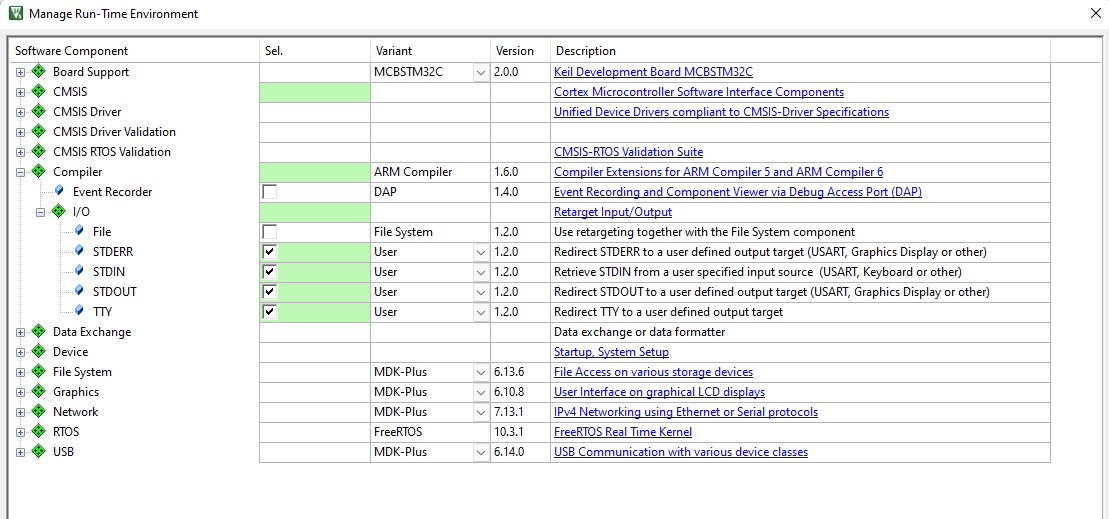 Manage Run-Time Environment
Software Component Sel. Variant Version Description
Board Support MCBSTM32C 2.0.0 Keil Development Board MCBSTM32C
CMSIS Cortex Microcontroller Software Interface Components
CMSIS Driver Unified Device Drivers compliant to CMSIS-Driver Specifications
CMSIS Driver Validation
CMSIS RTOS Validation CMSIS-RTOS Validation Suite
Compiler ARM Compiler 1.6.0 Compiler Extensions for ARM Compiler 5 and ARM Compiler 6
Event Recorder DAP 1.4.0 Event Recording and Component Viewer via Debug Access Port (DAP)
I/O Retarget Input/Output
File File System 1.2.0 Use retargeting together with the File System component
STDERR User 1.2.0 Redirect STDERR to a user defined output target (USART, Graphics Display or other)
STDIN User 1.2.0 Retrieve STDIN from a user specified input source (USART, Keyboard or other)
STDOUT User 1.2.0 Redirect STDOUT to a user defined output target (USART, Graphics Display or other)
TTY User 1.2.0 Redirect TTY to a user defined output target
Data Exchange Data exchange or data formatter
Device Startup, System Setup
File System MDK-Plus 6.13.6 File Access on various storage devices
Graphics MDK-Plus 6.10.8 User Interface on graphical LCD displays
Network MDK-Plus 7.13.1 IPv4 Networking using Ethernet or Serial protocols
RTOS FreeRTOS 10.3.1 FreeRTOS Real Time Kernel
USB MDK-Plus 6.14.0 USB Communication with various device classes